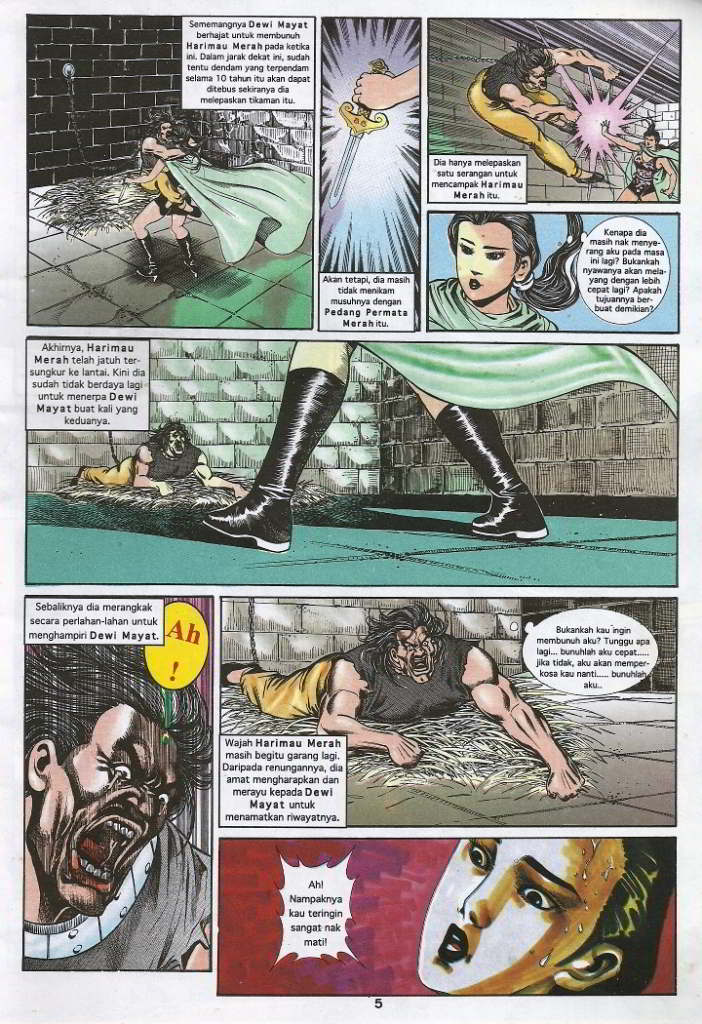 Sememangnya Dewi Mayat
berhajat untuk membunuh
Harimau Merah pada ketika
ini. Dalam jarak dekat ini, sudah
tentu dendam yang terpendam
selama 10 tahun itu akan dapat
ditebus sekiranya dia
melepaskan tikaman itu.
Akan tetapi, dia masih
tidak menikam
musuhnya dengan
Pedang Permata
Merah itu.
Dia hanya melepaskan
satu serangan untuk
mencampak Harimau
Merah itu.
Kenapa dia
masih nak menye-
rang aku pada masa
ini lagi? Bukankah
nyawanya akan mela-
yang dengan lebih
cepat lagi? Apakah
tujuannya ber-
buat demikian?
Akhirnya, Harimau
Merah telah jatuh ter-
sungkur ke lantai. Kini dia
sudah tidak berdaya lagi
untuk menerpa Dewi
Mayat buat kali yang
keduanya.
Sebaliknya dia merangkak
secara perlahan-lahan untuk
menghampiri Dewi Mayat.
Ah
!
Bukankah kau ingin
membunuh aku? Tunggu apa
lagi.... bunuhlah aku cepat.....
jika tidak, aku akan memper-
kosa kau nanti..... bunuhlah
aku..
Wajah Harimau Merah
masih begitu garang lagi.
Daripada renungannya, dia
amat mengharapkan dan
merayu kepada Dewi
Mayat untuk
menamatkan riwayatnya.
Ah!
Nampaknya
kau teringin
sangat nak
mati!
5